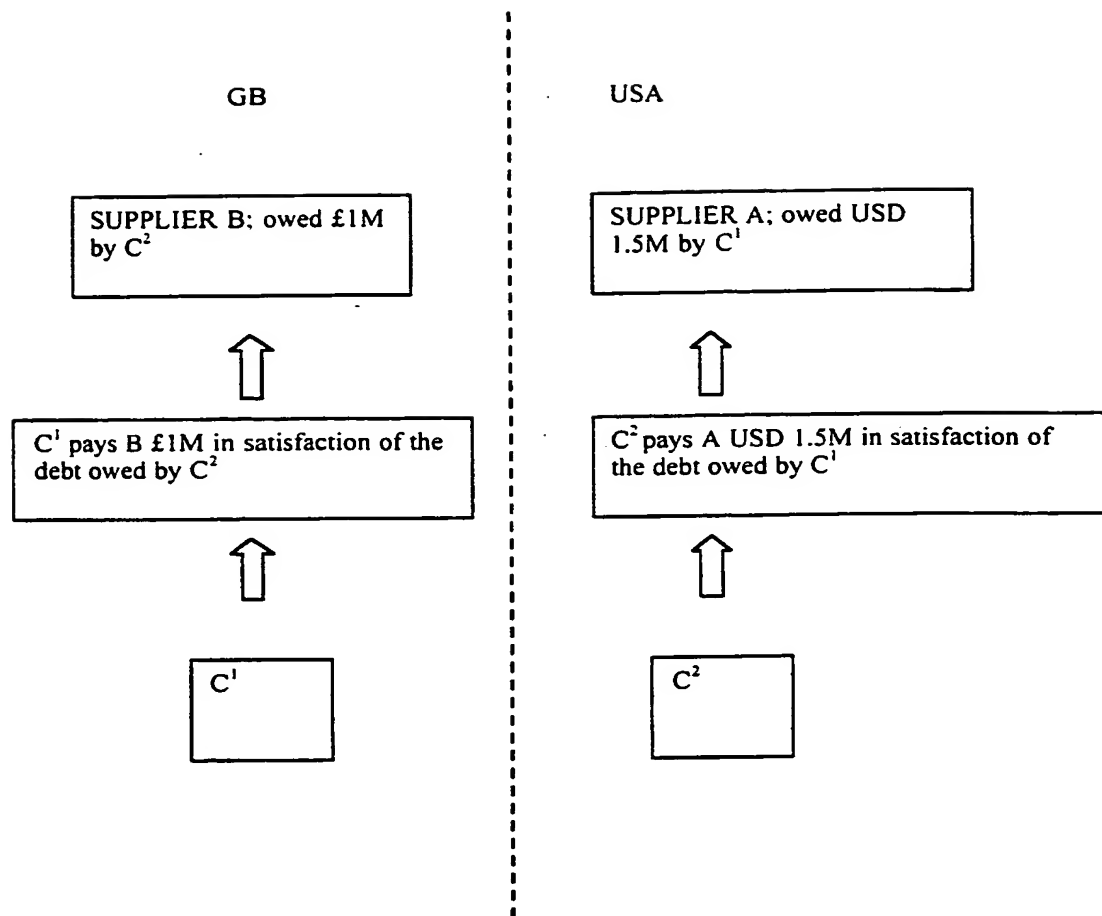 GB
USA
SUPPLIER B; owed £1M
by C²
SUPPLIER A; owed USD
1.5M by C¹
C¹ pays B £1M in satisfaction of the
debt owed by C²
C² pays A USD 1.5M in satisfaction of
the debt owed by C¹
C¹
C²